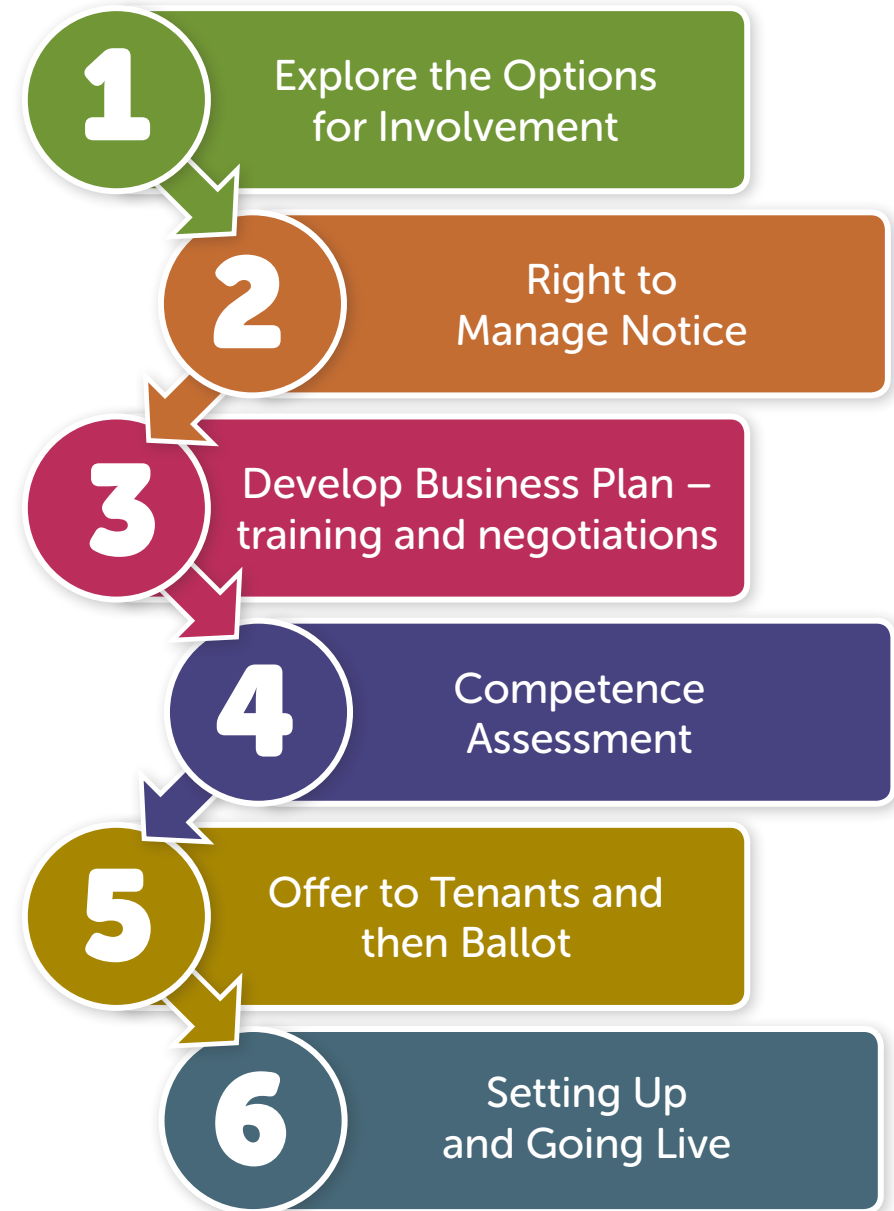 1
Explore the Options
for Involvement
2
Right to
Manage Notice
3
Develop Business Plan –
training and negotiations
4
Competence
Assessment
5
Offer to Tenants and
then Ballot
6
Setting Up
and Going Live